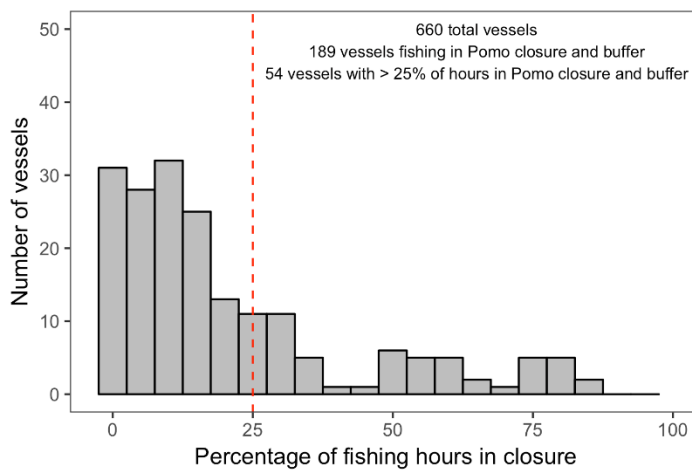 660 total vessels
189 vessels fishing in Pomo closure and buffer
54 vessels with > 25% of hours in Pomo closure and buffer
Number of vessels
50
40
30
20
10
0
0 25 50 75 100
Percentage of fishing hours in closure